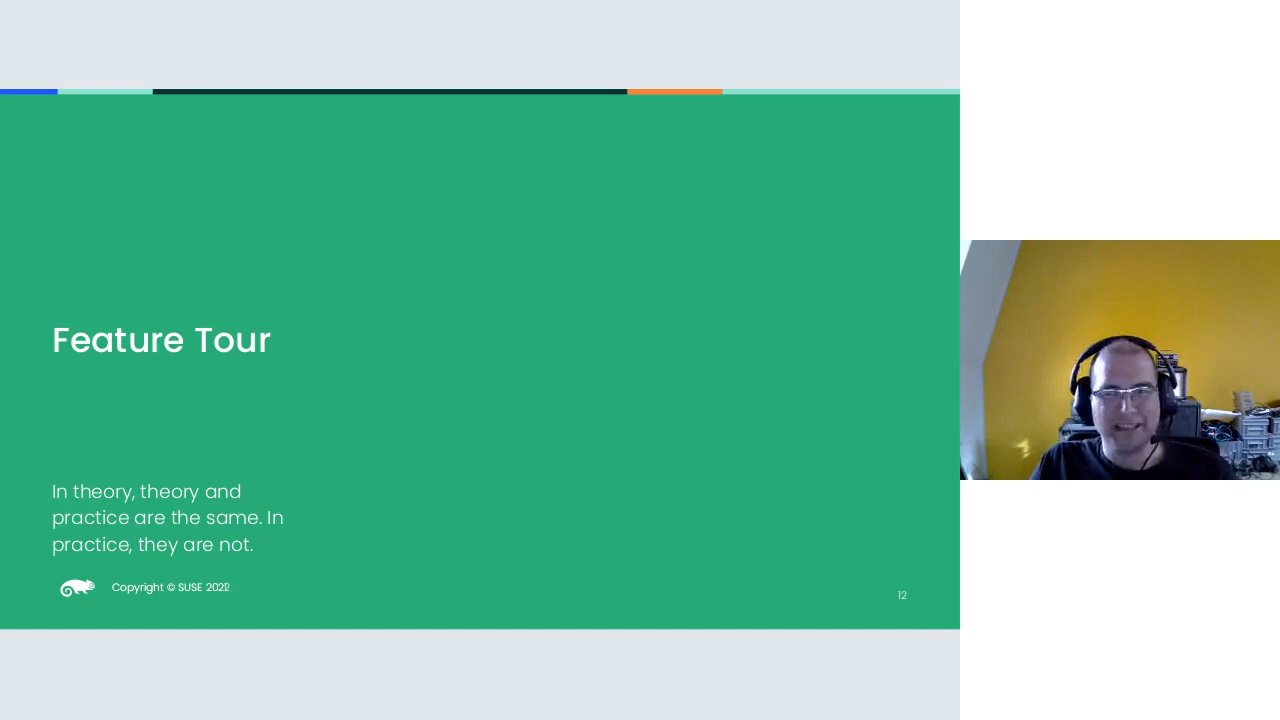 Feature Tour
In theory, theory and
practice are the same. In
practice, they are not.
Copyright © SUSE 2022
12